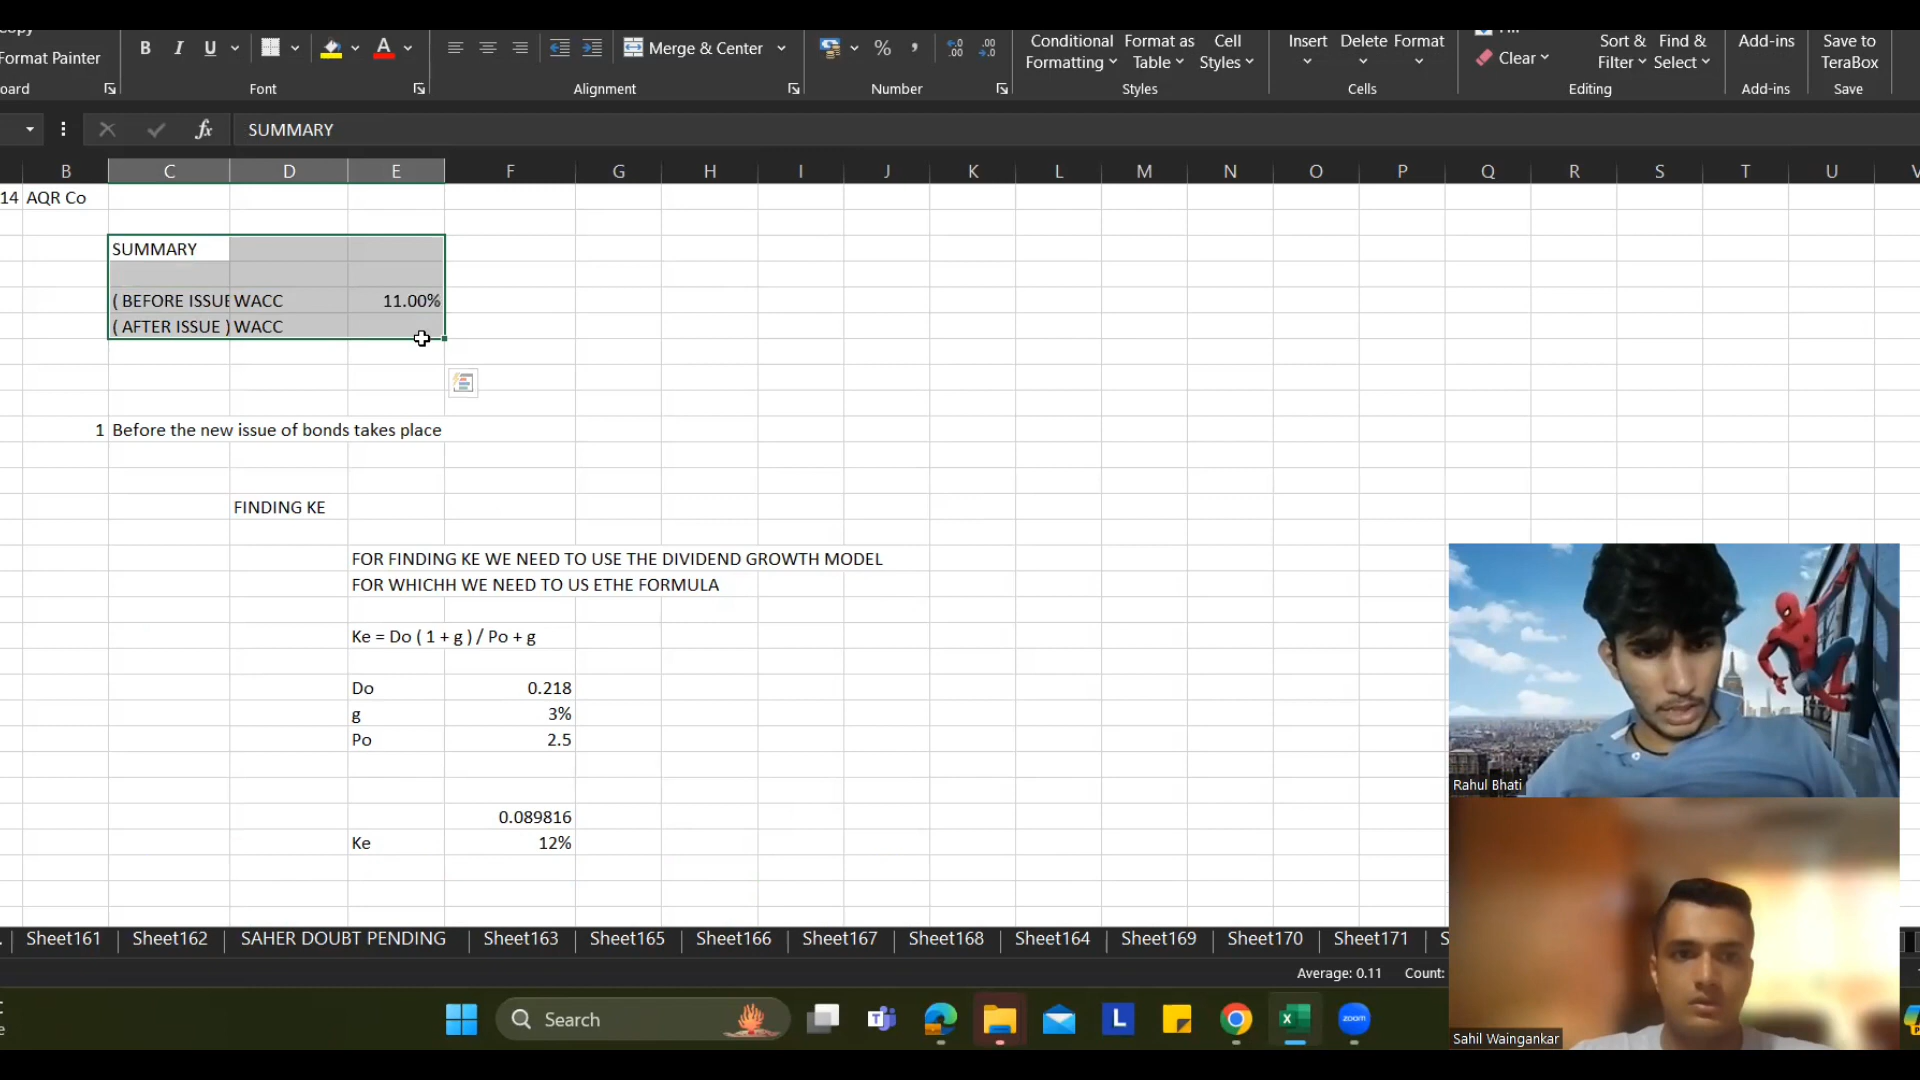 Format Painter
B I U A
Merge & Center
%
Conditional Formatting
Format as Table
Cell Styles
Insert Delete Format
Clear
Sort & Filter
Find & Select
Add-ins
Save to TeraBox
Font
Alignment
Number
Styles
Cells
Editing
Add-ins
Save
fx SUMMARY
B C D E F G H I J K L M N O P Q R S T U V
14 AQR Co
SUMMARY
( BEFORE ISSUE WACC 11.00%
( AFTER ISSUE ) WACC
1 Before the new issue of bonds takes place
FINDING KE
FOR FINDING KE WE NEED TO USE THE DIVIDEND GROWTH MODEL
FOR WHICHH WE NEED TO US ETHE FORMULA
Ke = Do ( 1 + g ) / Po + g
Do 0.218
g 3%
Po 2.5
0.089816
Ke 12%
Rahul Bhati
Sahil Waingankar
Sheet161 Sheet162 SAHER DOUBT PENDING Sheet163 Sheet165 Sheet166 Sheet167 Sheet168 Sheet164 Sheet169 Sheet170 Sheet171 S
Average: 0.11 Count:
Search
L
zoom